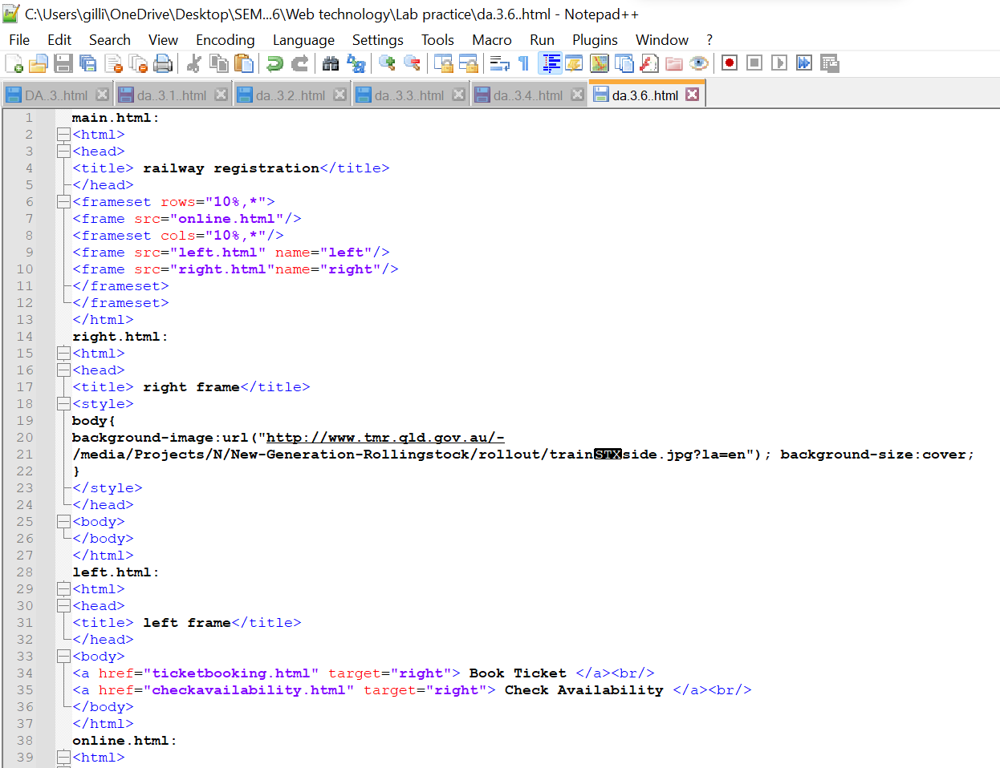 C:\Users\gilli\OneDrive\Desktop\SEM...6\Web technology\Lab practice\da.3.6..html - Notepad++
File Edit Search View Encoding Language Settings Tools Macro Run Plugins Window ?
DA..3..html da..3.1..html da..3.2..html da..3.3..html da..3.4..html da.3.6..html
1 main.html:
2 <html>
3 <head>
4 <title> railway registration</title>
5 </head>
6 <frameset rows="10%,*">
7 <frame src="online.html"/>
8 <frameset cols="10%,*"/>
9 <frame src="left.html" name="left"/>
10 <frame src="right.html"name="right"/>
11 </frameset>
12 </frameset>
13 </html>
14 right.html:
15 <html>
16 <head>
17 <title> right frame</title>
18 <style>
19 body{
20 background-image:url("http://www.tmr.qld.gov.au/-
21 /media/Projects/N/New-Generation-Rollingstock/rollout/trainSTXside.jpg?la=en"); background-size:cover;
22 }
23 </style>
24 </head>
25 <body>
26 </body>
27 </html>
28 left.html:
29 <html>
30 <head>
31 <title> left frame</title>
32 </head>
33 <body>
34 <a href="ticketbooking.html" target="right"> Book Ticket </a><br/>
35 <a href="checkavailability.html" target="right"> Check Availability </a><br/>
36 </body>
37 </html>
38 online.html:
39 <html>